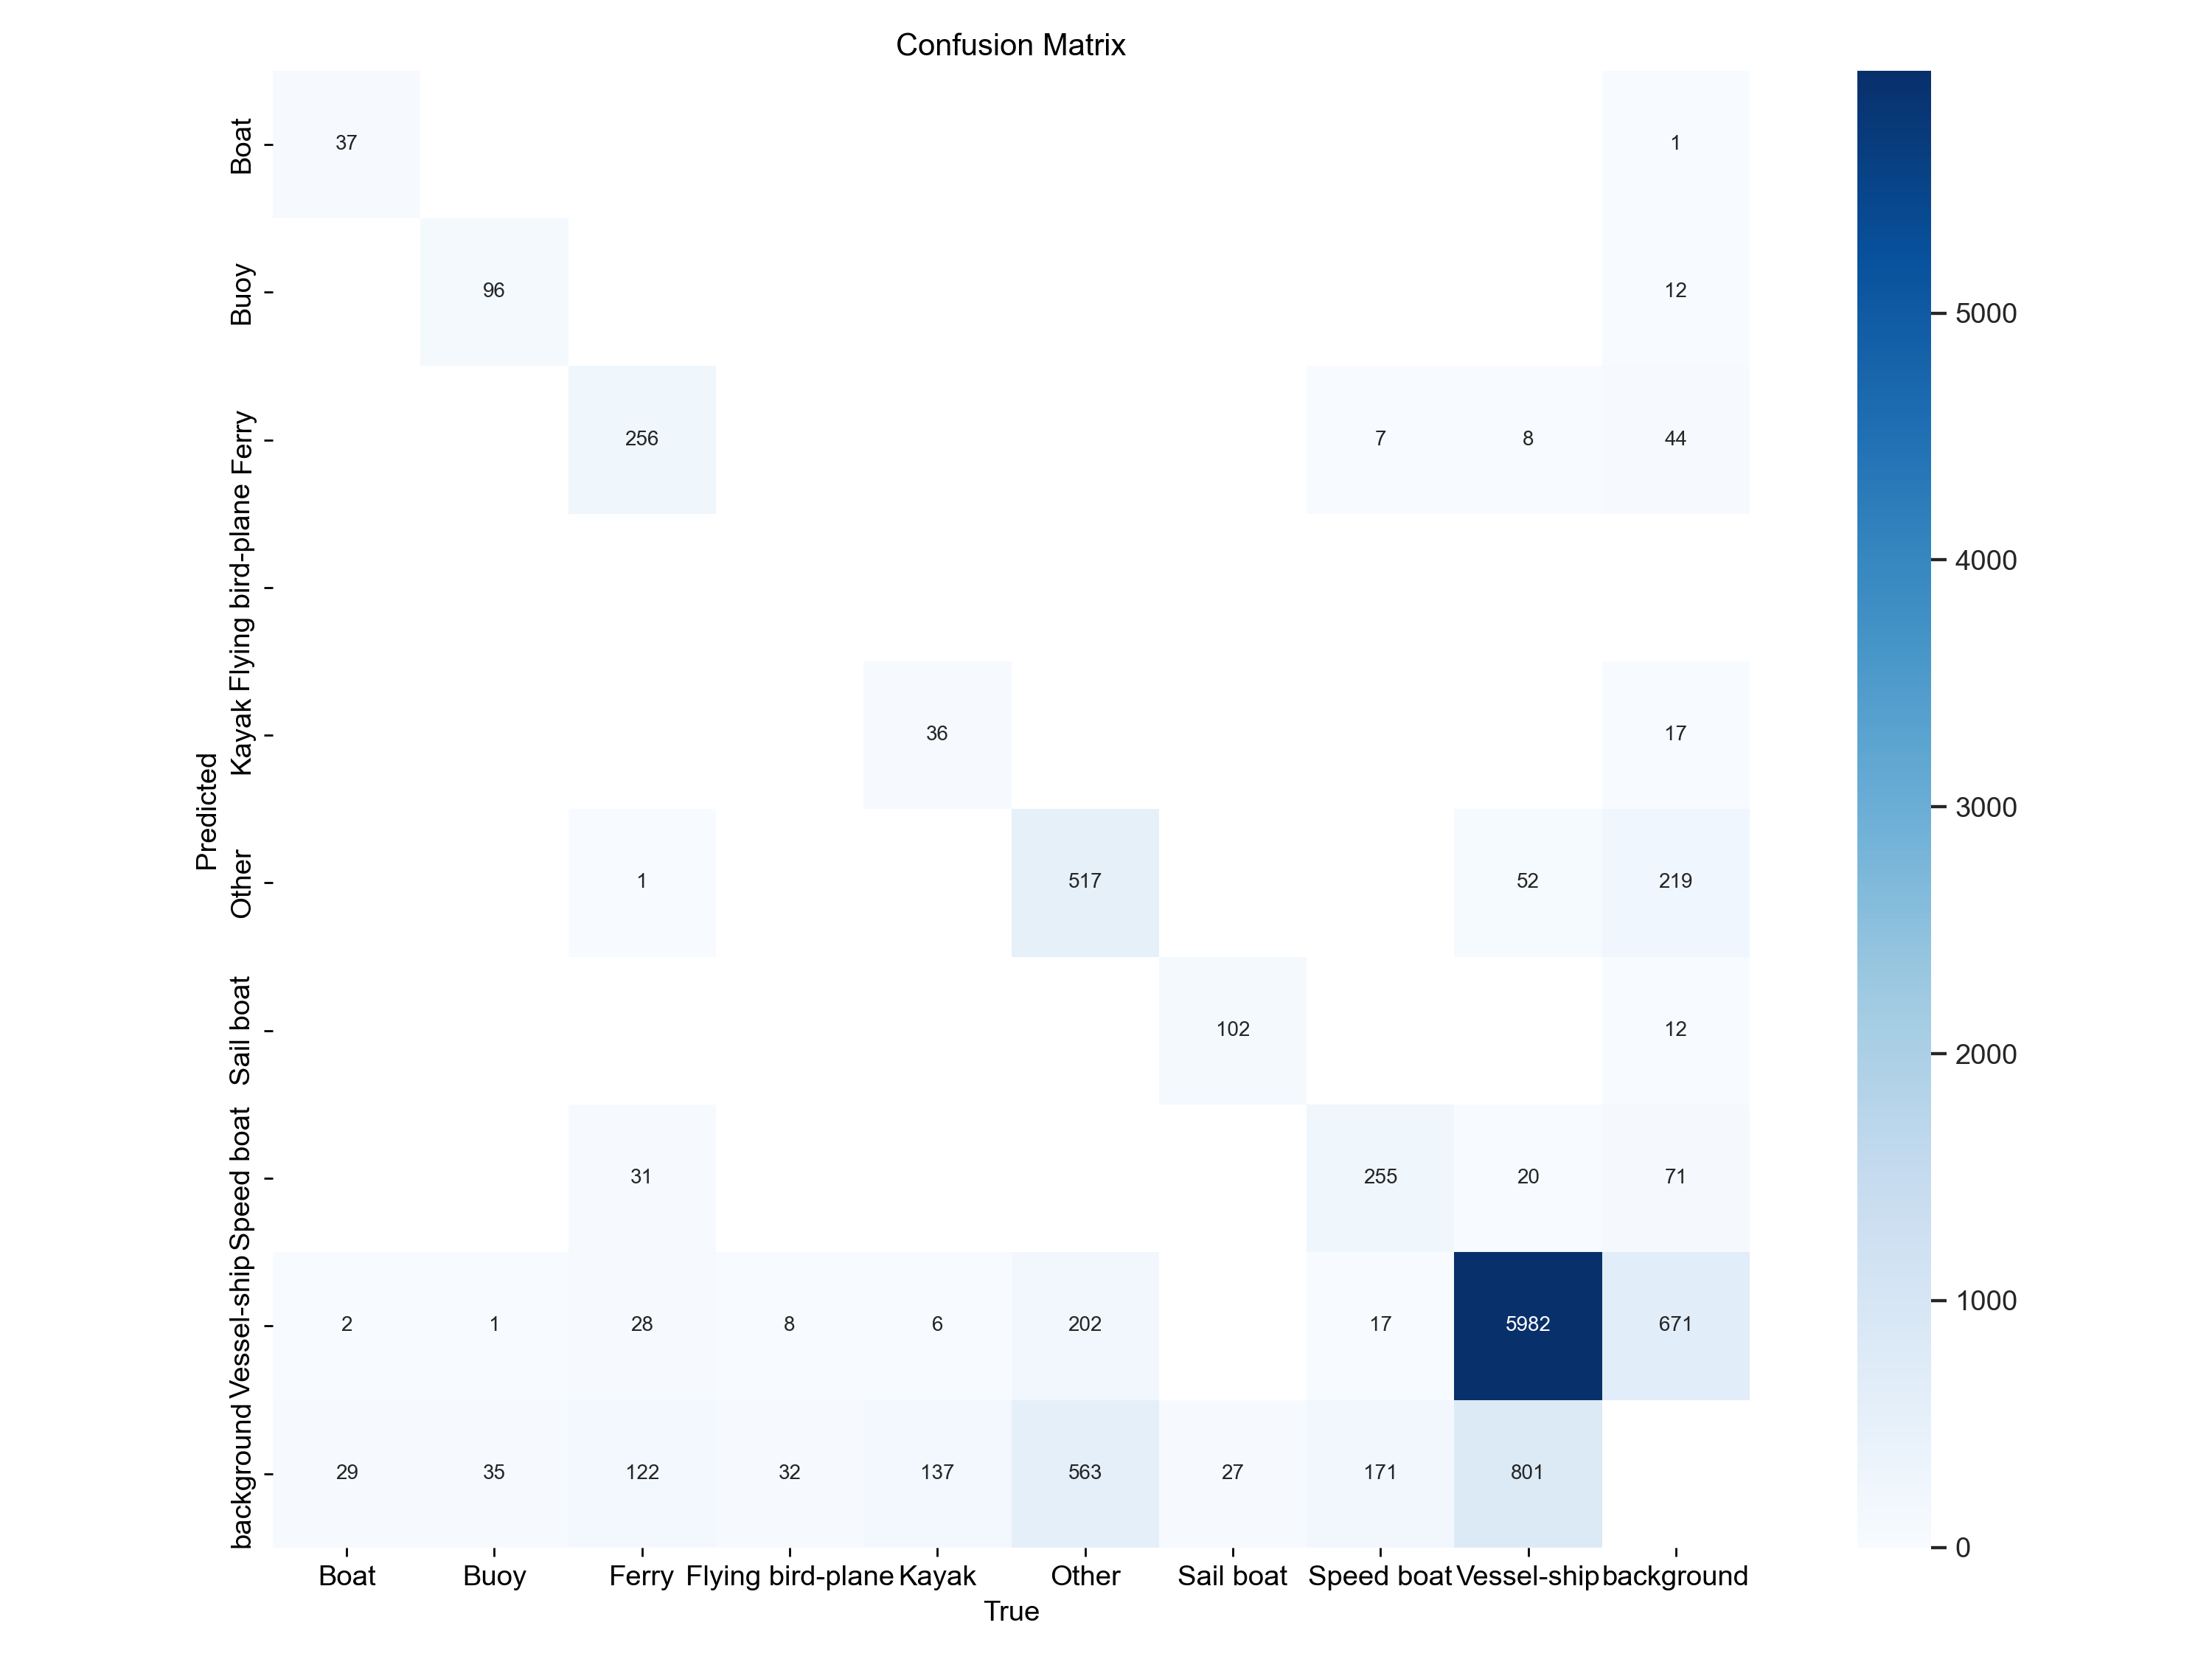 Confusion Matrix
Boat
37
1
Buoy
96
12
5000
Ferry
256
7
8
44
4000
Flying bird-plane
Kayak
36
17
3000
Predicted
Other
1
517
52
219
Sail boat
102
12
2000
Speed boat
31
255
20
71
Vessel-ship
2
1
28
8
6
202
17
5982
671
1000
background
29
35
122
32
137
563
27
171
801
0
Boat
Buoy
Ferry
Flying bird-plane
Kayak
Other
Sail boat
Speed boat
Vessel-ship
background
True